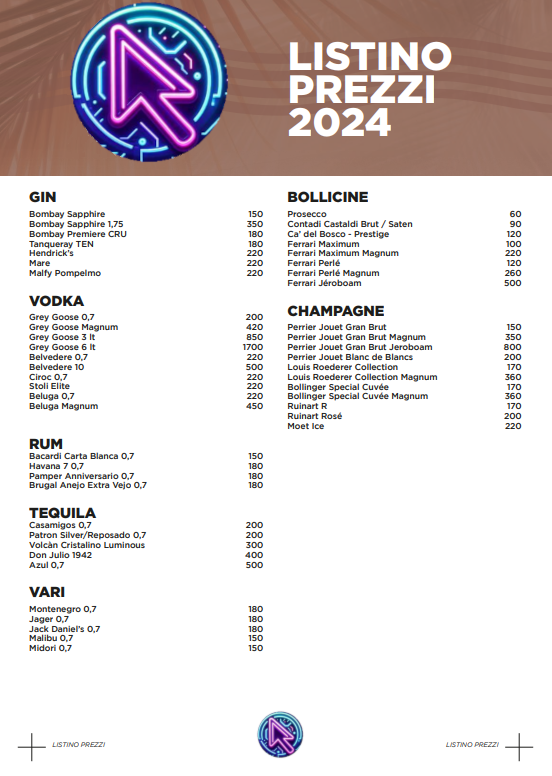 LISTINO
PREZZI
2024
GIN
Bombay Sapphire 150
Bombay Sapphire 1,75 350
Bombay Premiere CRU 180
Tanqueray TEN 180
Hendrick's 220
Mare 220
Malfy Pompelmo 220
VODKA
Grey Goose 0,7 200
Grey Goose Magnum 420
Grey Goose 3 lt 850
Grey Goose 6 lt 1700
Belvedere 0,7 220
Belvedere 10 500
Ciroc 0,7 220
Stoli Elite 220
Beluga 0,7 220
Beluga Magnum 450
RUM
Bacardi Carta Blanca 0,7 150
Havana 7 0,7 180
Pamper Anniversario 0,7 180
Brugal Anejo Extra Vejo 0,7 180
TEQUILA
Casamigos 0,7 200
Patron Silver/Reposado 0,7 200
Volcàn Cristalino Luminous 300
Don Julio 1942 400
Azul 0,7 500
VARI
Montenegro 0,7 180
Jager 0,7 180
Jack Daniel's 0,7 180
Malibu 0,7 150
Midori 0,7 150
BOLLICINE
Prosecco 60
Contadi Castaldi Brut / Saten 90
Ca' del Bosco - Prestige 120
Ferrari Maximum 100
Ferrari Maximum Magnum 220
Ferrari Perlé 120
Ferrari Perlé Magnum 260
Ferrari Jéroboam 500
CHAMPAGNE
Perrier Jouet Gran Brut 150
Perrier Jouet Gran Brut Magnum 350
Perrier Jouet Gran Brut Jeroboam 800
Perrier Jouet Blanc de Blancs 200
Louis Roederer Collection 170
Louis Roederer Collection Magnum 360
Bollinger Special Cuvée 170
Bollinger Special Cuvée Magnum 360
Ruinart R 170
Ruinart Rosé 200
Moet Ice 220
LISTINO PREZZI
LISTINO PREZZI